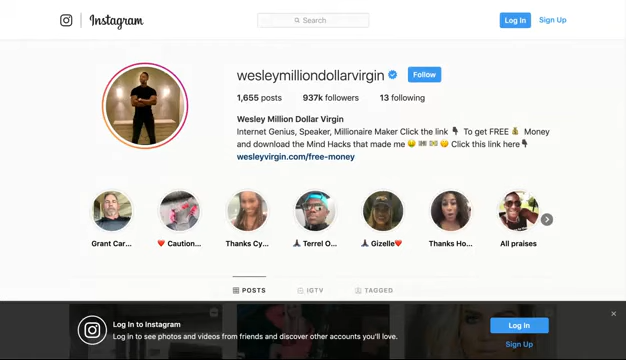 Instagram
Search
Log In
Sign Up
wesleymilliondollarvirgin
Follow
1,655 posts 937k followers 13 following
Wesley Million Dollar Virgin
Internet Genius, Speaker, Millionaire Maker Click the link 👇🏿 To get FREE 💰 Money
and download the Mind Hacks that made me 🤑 💵 💵 😋 Click this link here👇🏿
wesleyvirgin.com/free-money
Grant Car...
❤️ Caution...
Thanks Cy...
🙏🏿 Terrel O...
🙏🏿 Gizelle❤️
Thanks Ho...
All praises
POSTS
IGTV
TAGGED
Log In to Instagram
Log in to see photos and videos from friends and discover other accounts you'll love.
Log in
Sign Up